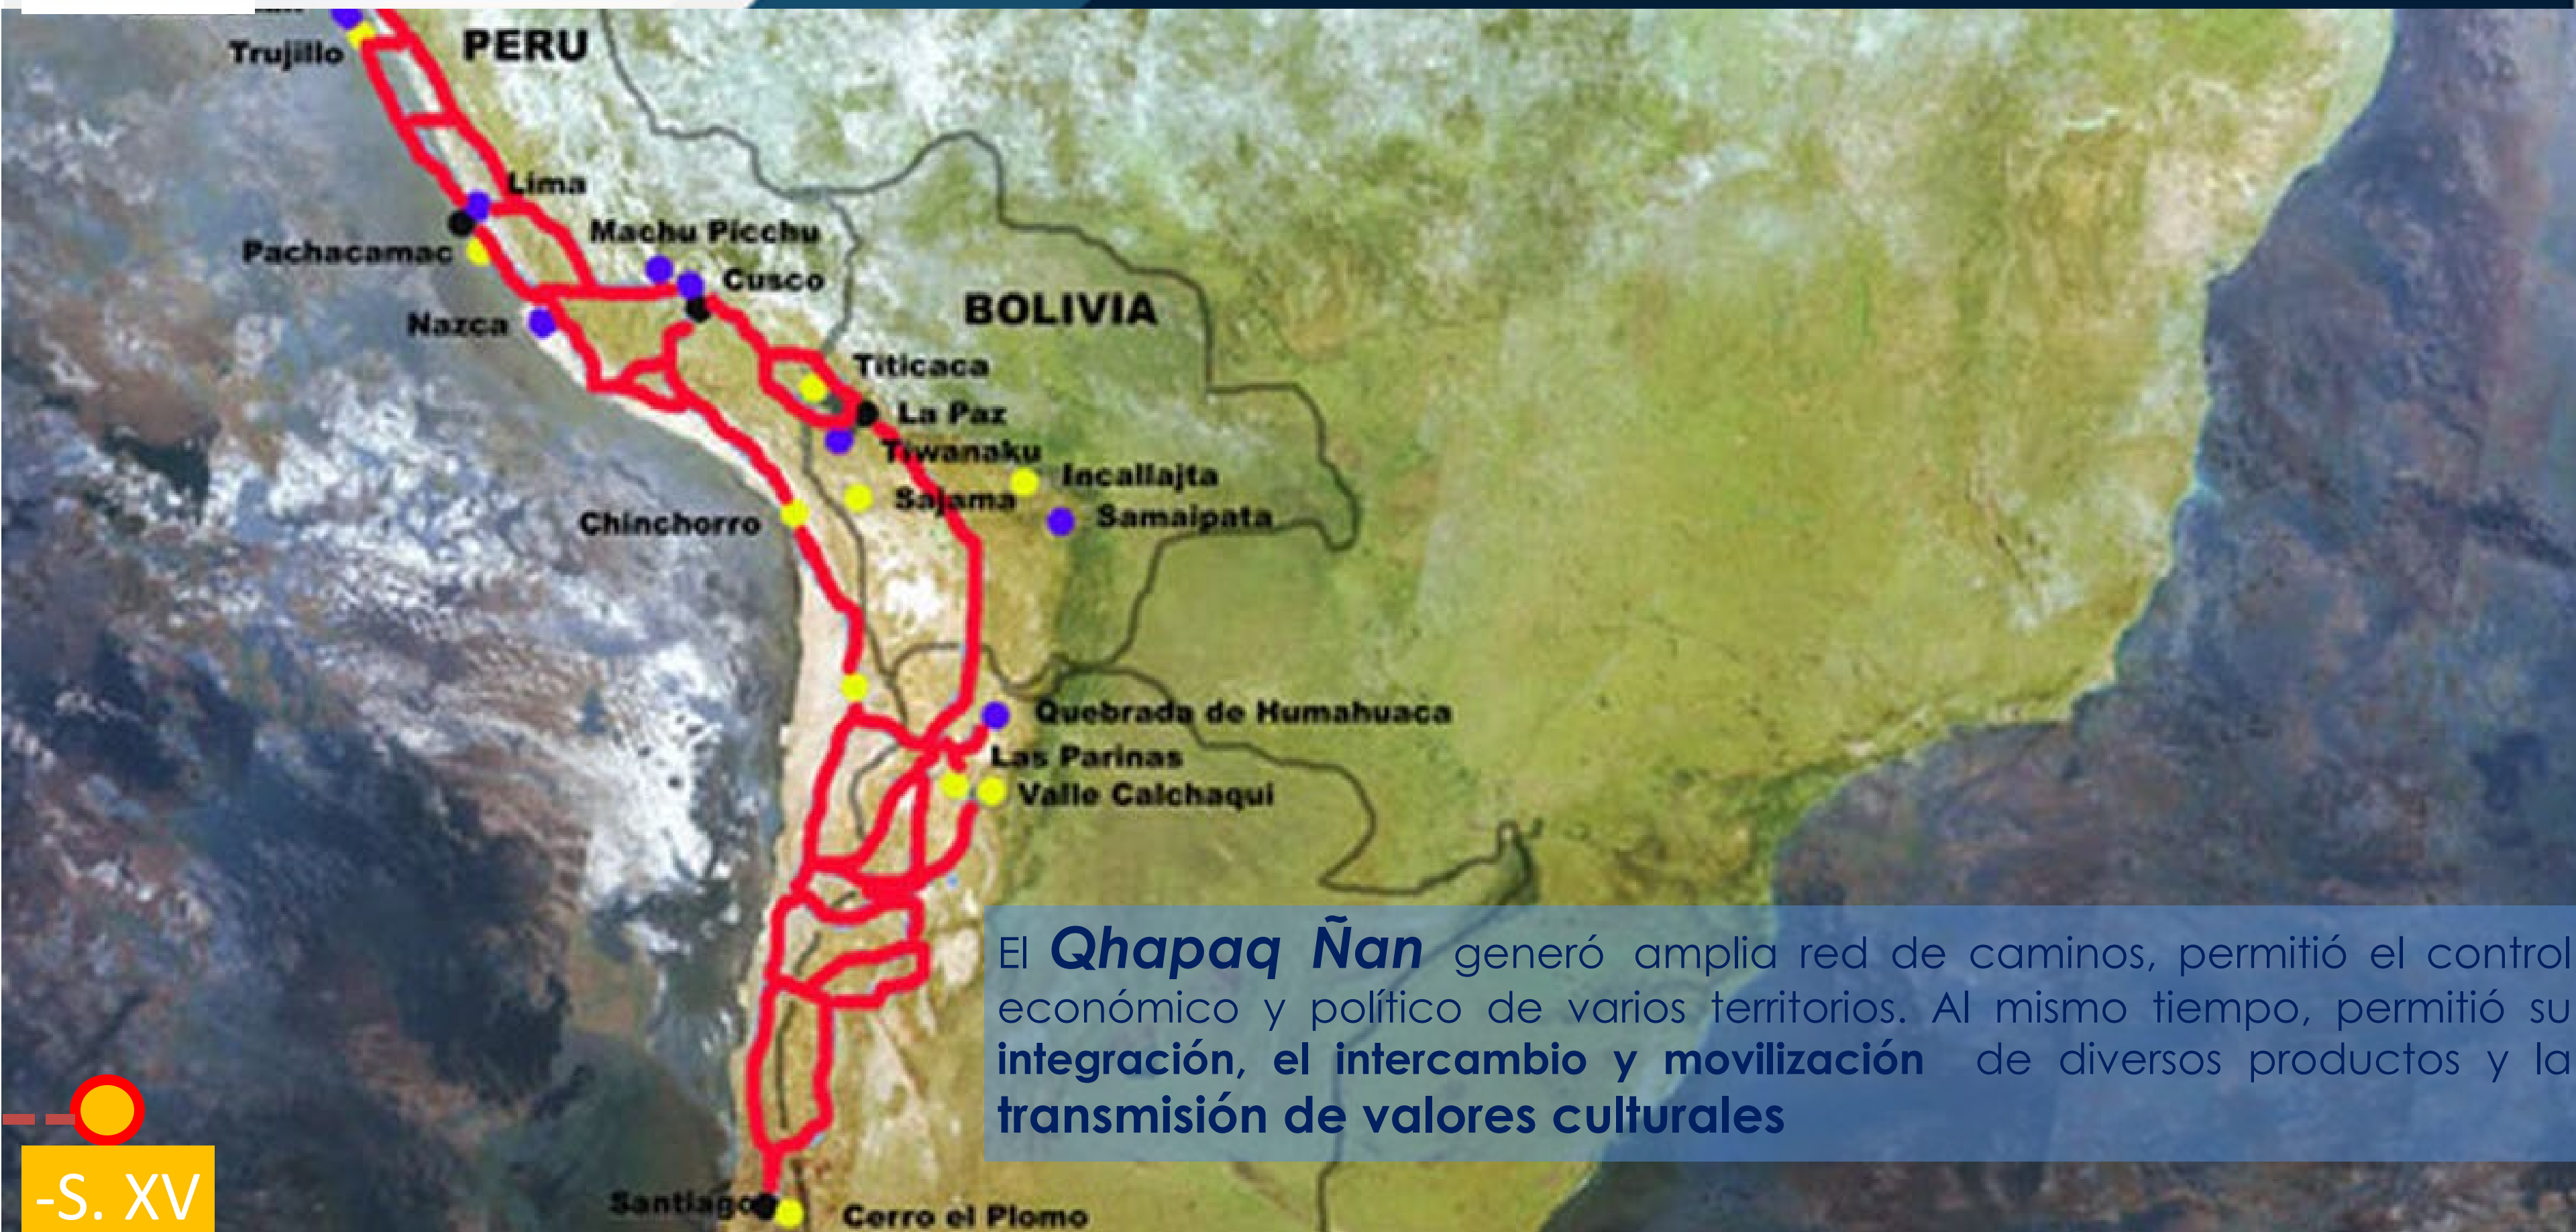 Trujillo
PERU
Lima
Machu Picchu
Pachacamac
Cusco
BOLIVIA
Nazca
Titicaca
La Paz
Tiwanaku
Incallajta
Sajama
Samaipata
Chinchorro
Quebrada de Humahuaca
Las Parinas
Valle Calchaqui
El Qhapaq Ñan generó amplia red de caminos, permitió el control
económico y político de varios territorios. Al mismo tiempo, permitió su
integración, el intercambio y movilización de diversos productos y la
transmisión de valores culturales
-S. XV
Santiago
Cerro el Plomo